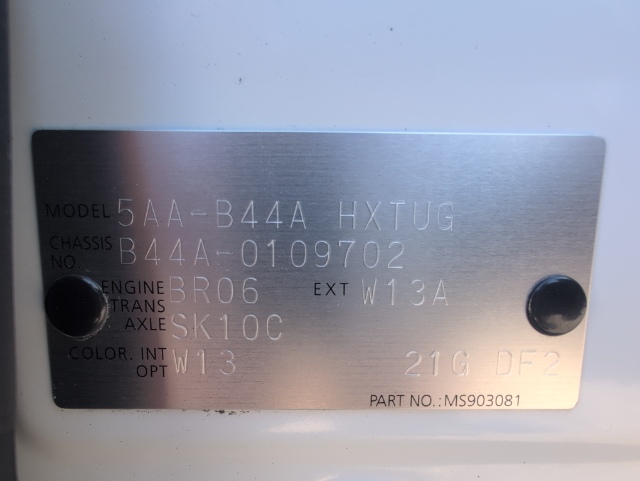 MODEL 5AA-B44A HXTUG
CHASSIS NO. B44A-0109702
ENGINE BR06 EXT W13A
TRANS AXLE SK10C
COLOR. INT OPT W13 21G DF2
PART NO.:MS903081